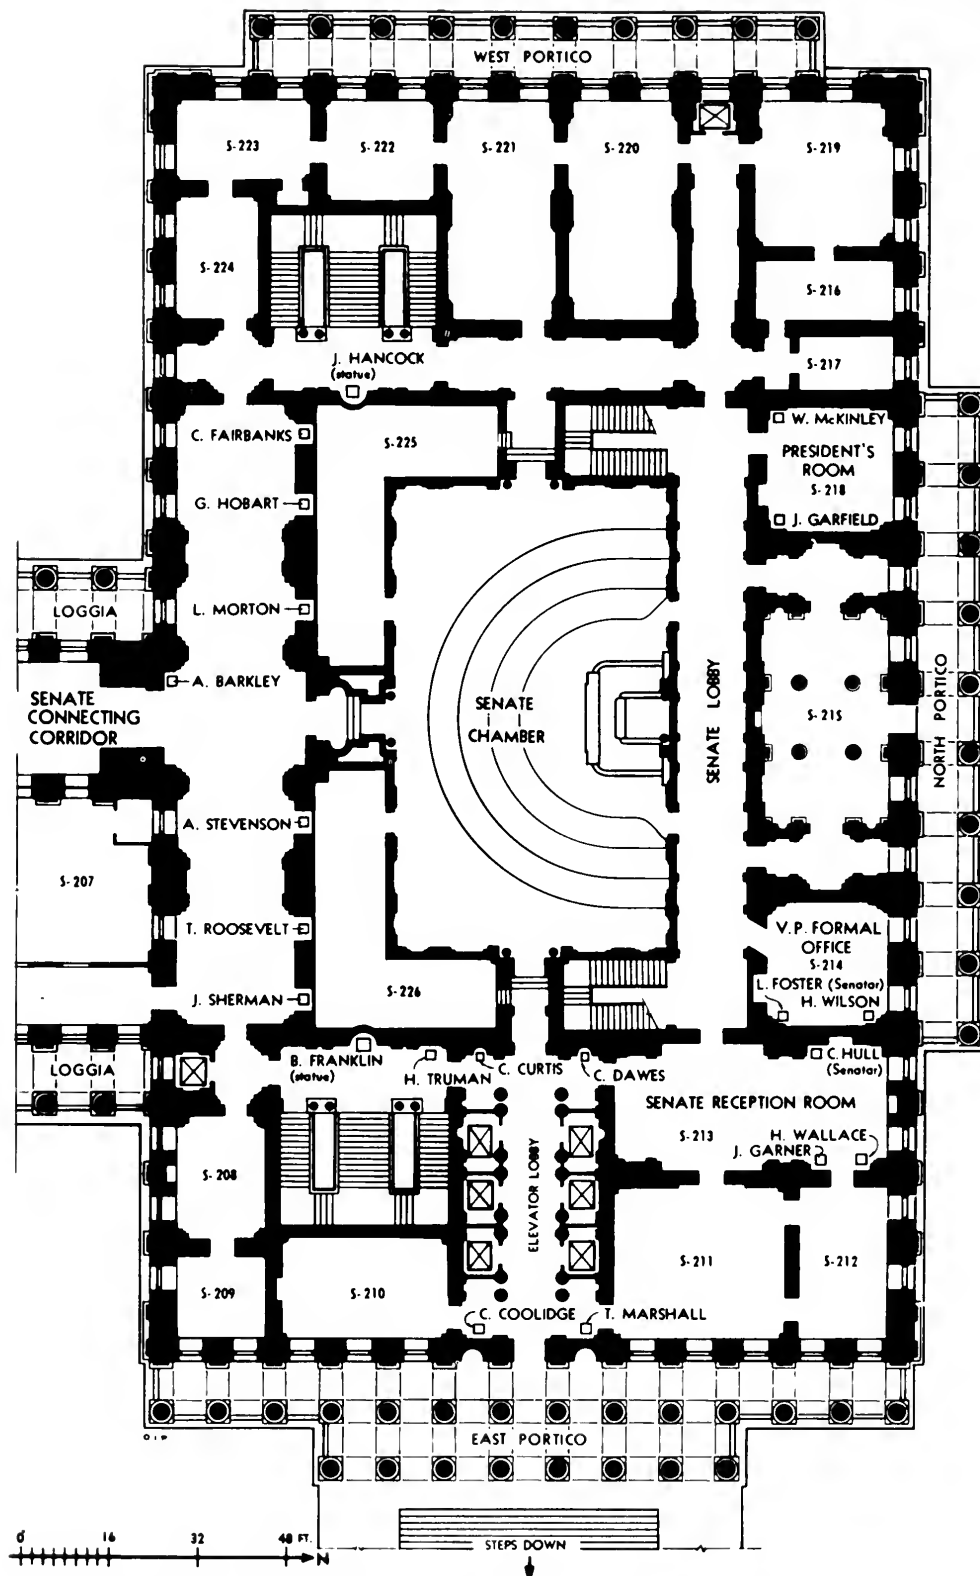 WEST PORTICO
S-223
S-222
S-221
S-220
S-219
S-224
S-216
S-217
J. HANCOCK
(statue)
C. FAIRBANKS
S-225
W. McKINLEY
PRESIDENT'S
ROOM
S-218
J. GARFIELD
G. HOBART
LOGGIA
L. MORTON
A. BARKLEY
SENATE
CONNECTING
CORRIDOR
SENATE
CHAMBER
SENATE LOBBY
S-215
NORTH PORTICO
A. STEVENSON
S-207
T. ROOSEVELT
V.P. FORMAL
OFFICE
S-214
L. FOSTER (Senator)
H. WILSON
J. SHERMAN
S-226
LOGGIA
B. FRANKLIN
(statue)
H. TRUMAN
C. CURTIS
C. DAWES
C. HULL
(Senator)
SENATE RECEPTION ROOM
S-213
H. WALLACE
J. GARNER
S-208
ELEVATOR LOBBY
S-209
S-210
S-211
S-212
C. COOLIDGE
T. MARSHALL
EAST PORTICO
0 16 32 48 FT.
N
STEPS DOWN